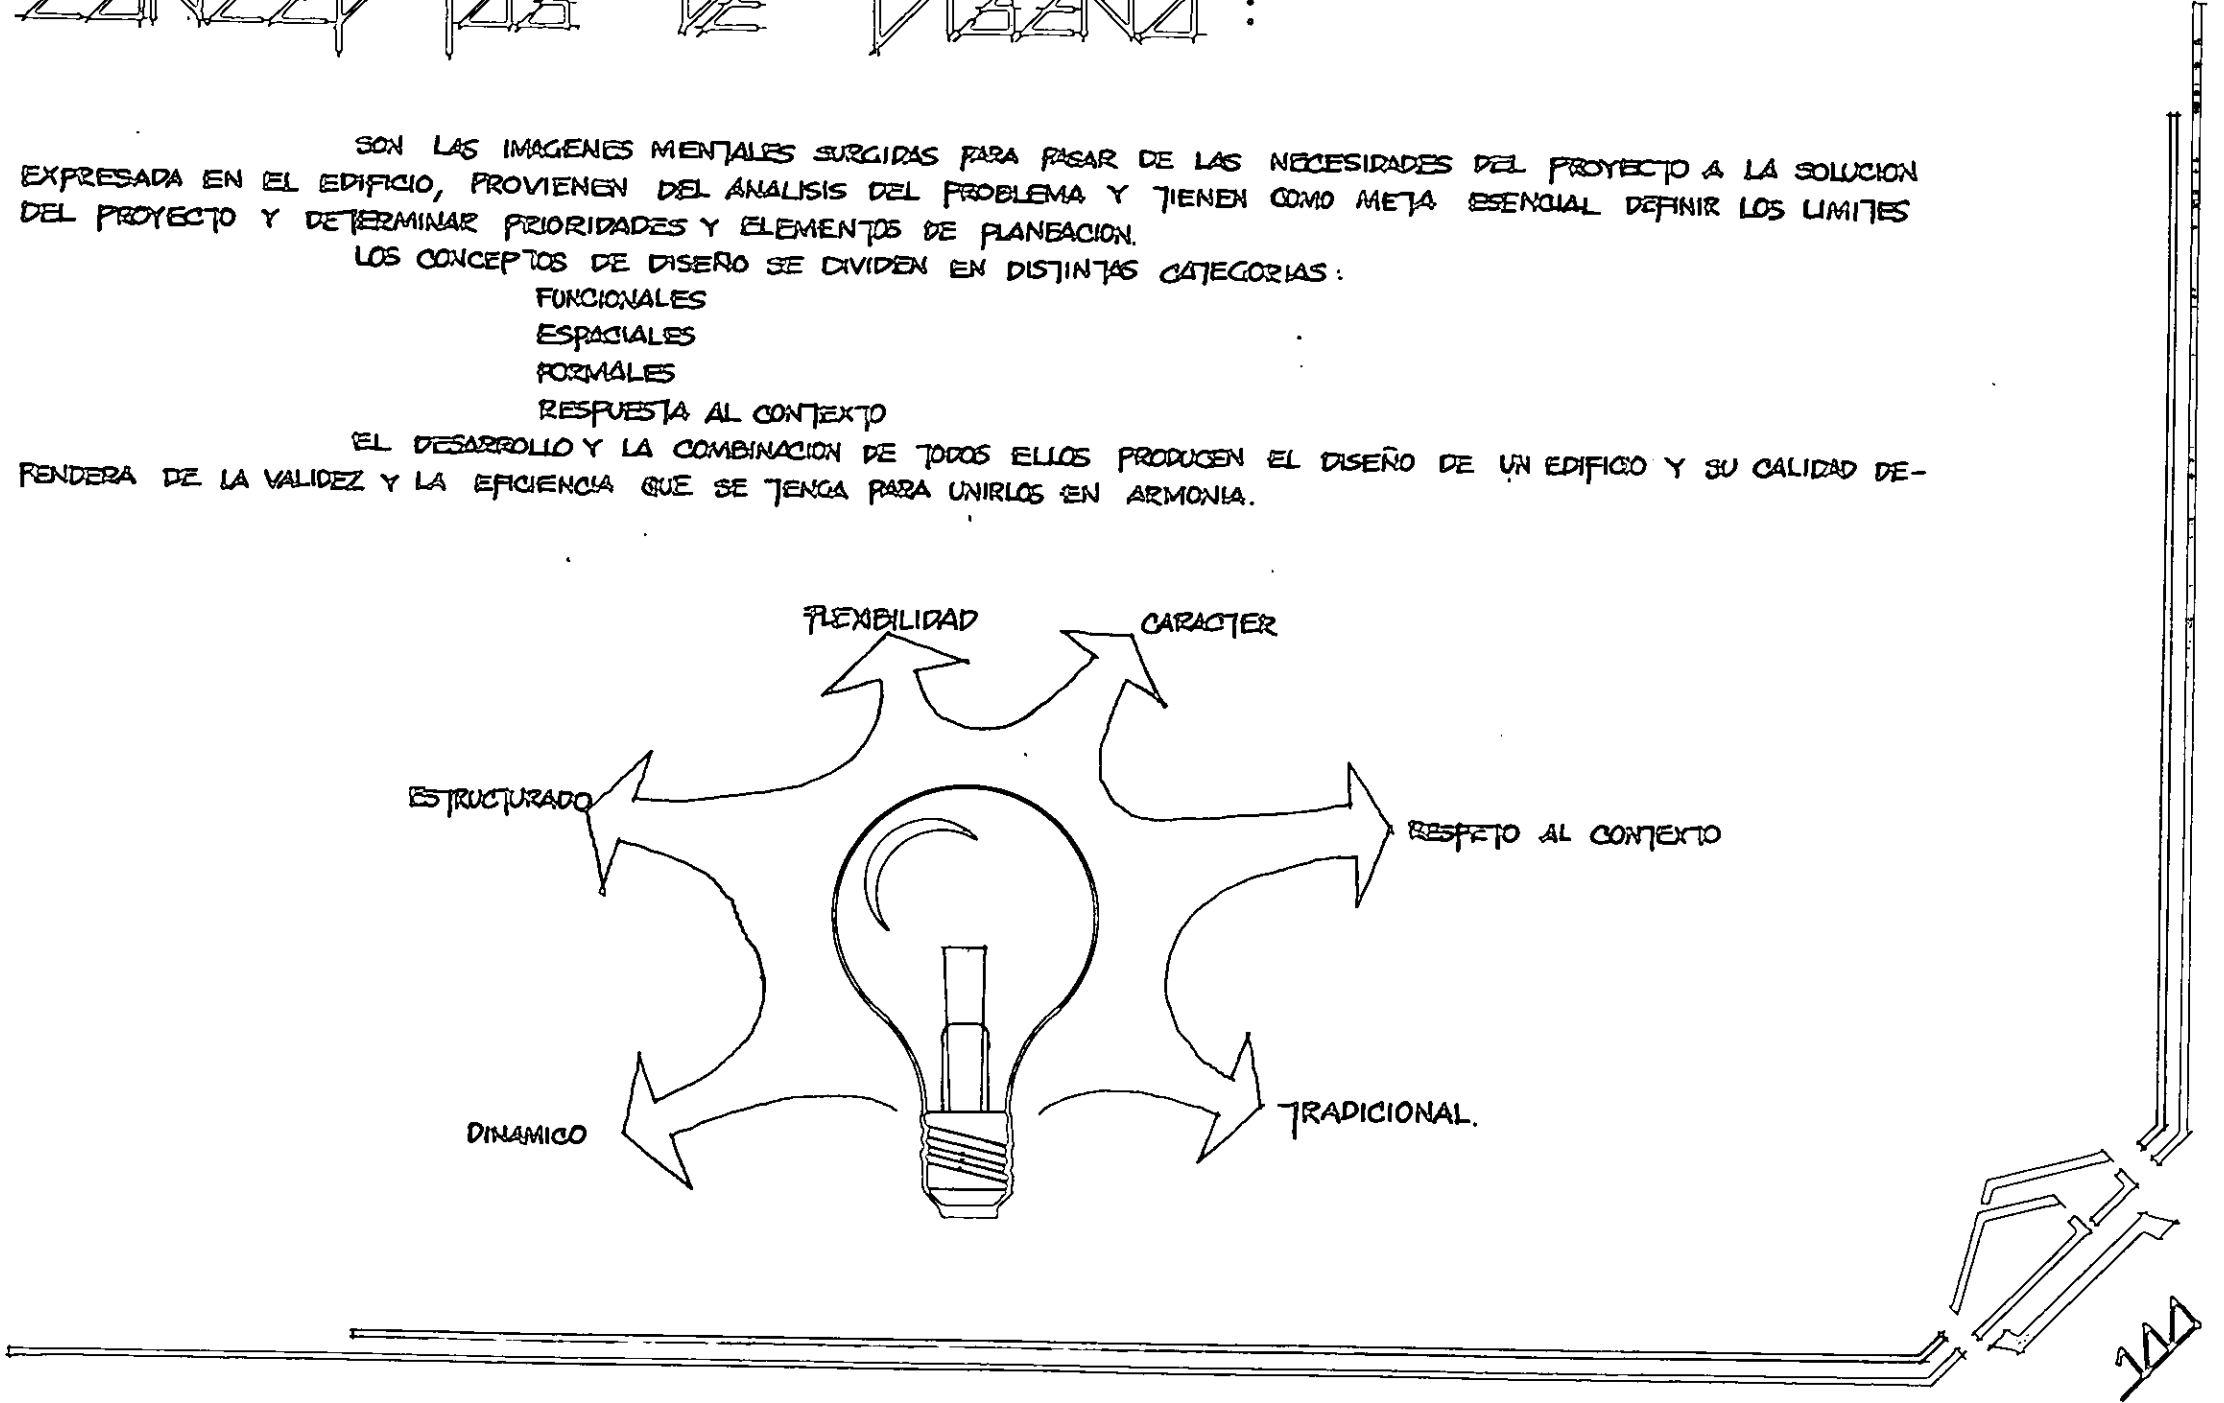 CONCEPTOS DE DISEÑO :
SON LAS IMAGENES MENTALES SURGIDAS PARA PASAR DE LAS NECESIDADES DEL PROYECTO A LA SOLUCION
EXPRESADA EN EL EDIFICIO, PROVIENEN DEL ANALISIS DEL PROBLEMA Y TIENEN COMO META ESENCIAL DEFINIR LOS LIMITES
DEL PROYECTO Y DETERMINAR PRIORIDADES Y ELEMENTOS DE PLANEACION.
LOS CONCEPTOS DE DISEÑO SE DIVIDEN EN DISTINTAS CATEGORIAS :
FUNCIONALES
ESPACIALES
FORMALES
RESPUESTA AL CONTEXTO
EL DESARROLLO Y LA COMBINACION DE TODOS ELLOS PRODUCEN EL DISEÑO DE UN EDIFICIO Y SU CALIDAD DE-
PENDERA DE LA VALIDEZ Y LA EFICIENCIA QUE SE TENGA PARA UNIRLOS EN ARMONIA.
FLEXIBILIDAD
CARACTER
ESTRUCTURADO
RESPETO AL CONTEXTO
DINAMICO
TRADICIONAL.